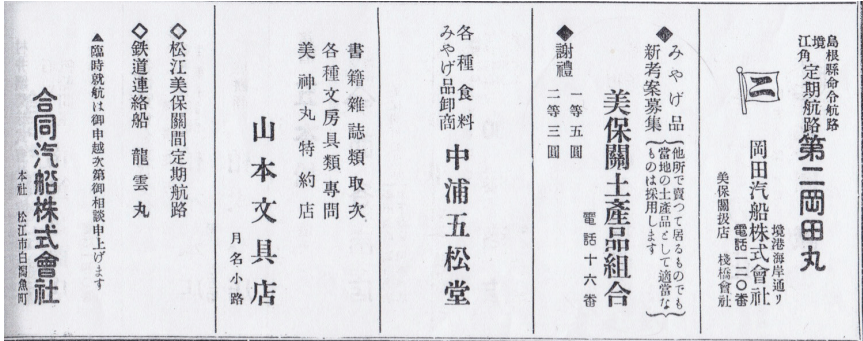 島根縣命令航路
境
江角
定期航路
第二岡田丸
二
岡田汽船株式會社
境港海岸通リ
電話一二〇番
美保關扱店 棧橋會社
◆みやげ品
新考案募集
他所で賣つて居るものでも
當地の土產品として適當な
ものは採用します
美保關土產品組合
電話十六番
◆謝禮
一等五圓
二等三圓
各種食料
みやげ品卸商
中浦五松堂
書籍雜誌類取次
各種文房具類專門
美神丸特約店
山本文具店
月名小路
◇松江美保關間定期航路
◇鉄道連絡船 龍雲丸
▲臨時就航は御申越次第御相談申上げます
合同汽船株式會社
本社 松江市白潟魚町